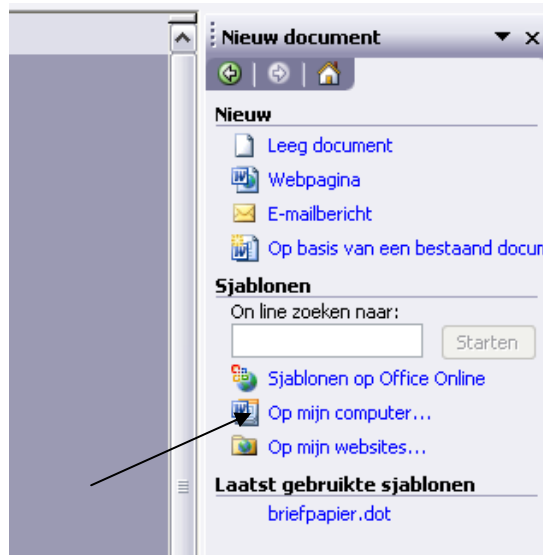 Nieuw document
Nieuw
Leeg document
Webpagina
E-mailbericht
Op basis van een bestaand docur
Sjablonen
On line zoeken naar:
Starten
Sjablonen op Office Online
Op mijn computer...
Op mijn websites...
Laatst gebruikte sjablonen
briefpapier.dot